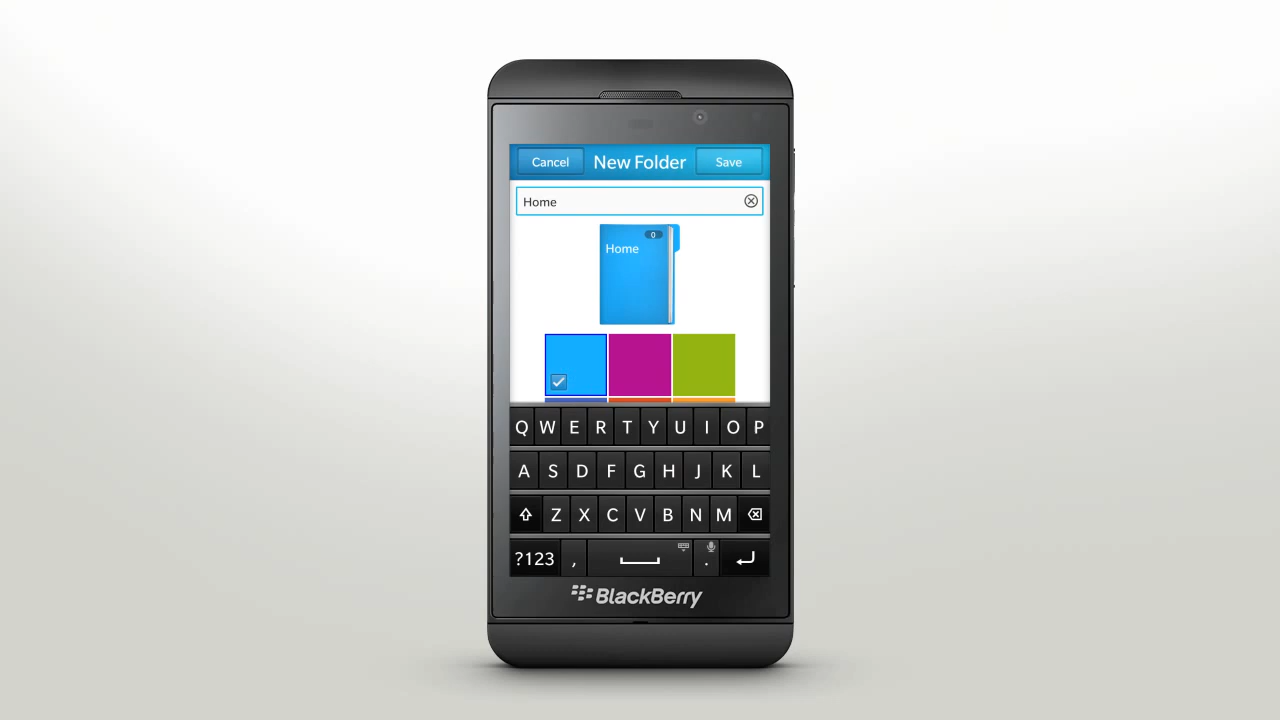 Cancel New Folder Save
Home
0
Home
Q W E R T Y U I O P
A S D F G H J K L
Z X C V B N M
?123 , .
BlackBerry